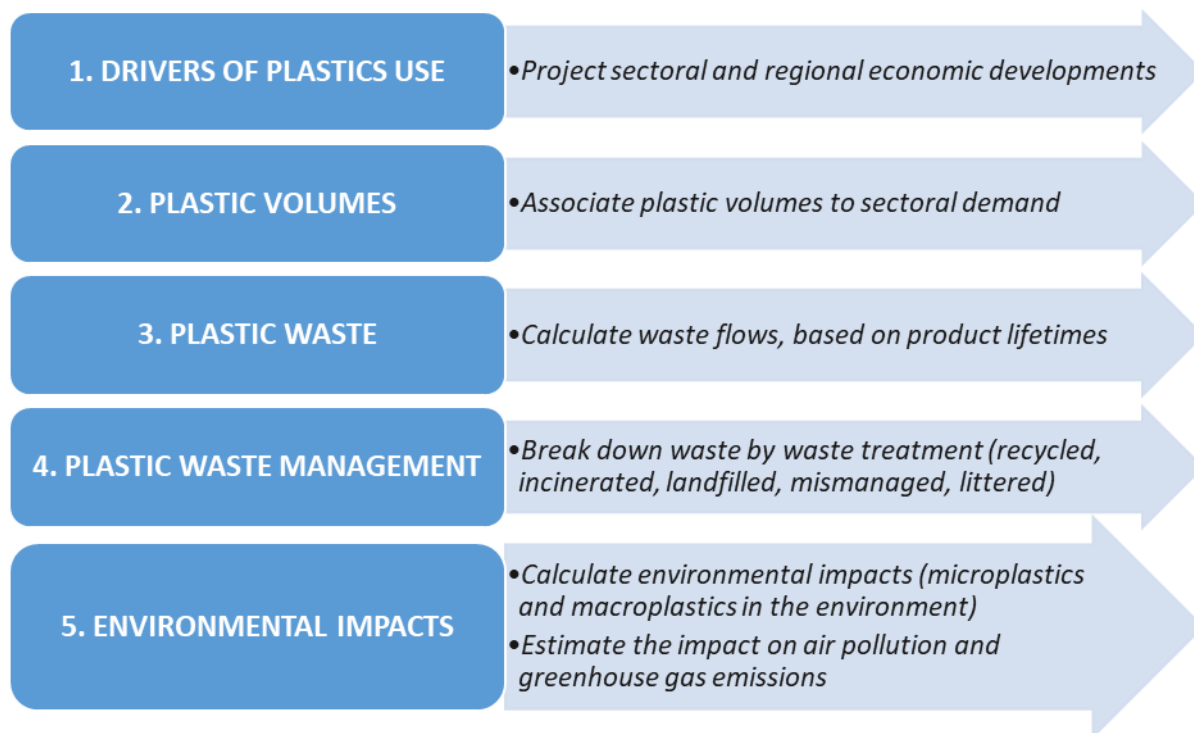 1. DRIVERS OF PLASTICS USE
•Project sectoral and regional economic developments
2. PLASTIC VOLUMES
•Associate plastic volumes to sectoral demand
3. PLASTIC WASTE
•Calculate waste flows, based on product lifetimes
4. PLASTIC WASTE MANAGEMENT
•Break down waste by waste treatment (recycled,
incinerated, landfilled, mismanaged, littered)
5. ENVIRONMENTAL IMPACTS
•Calculate environmental impacts (microplastics
and macroplastics in the environment)
•Estimate the impact on air pollution and
greenhouse gas emissions